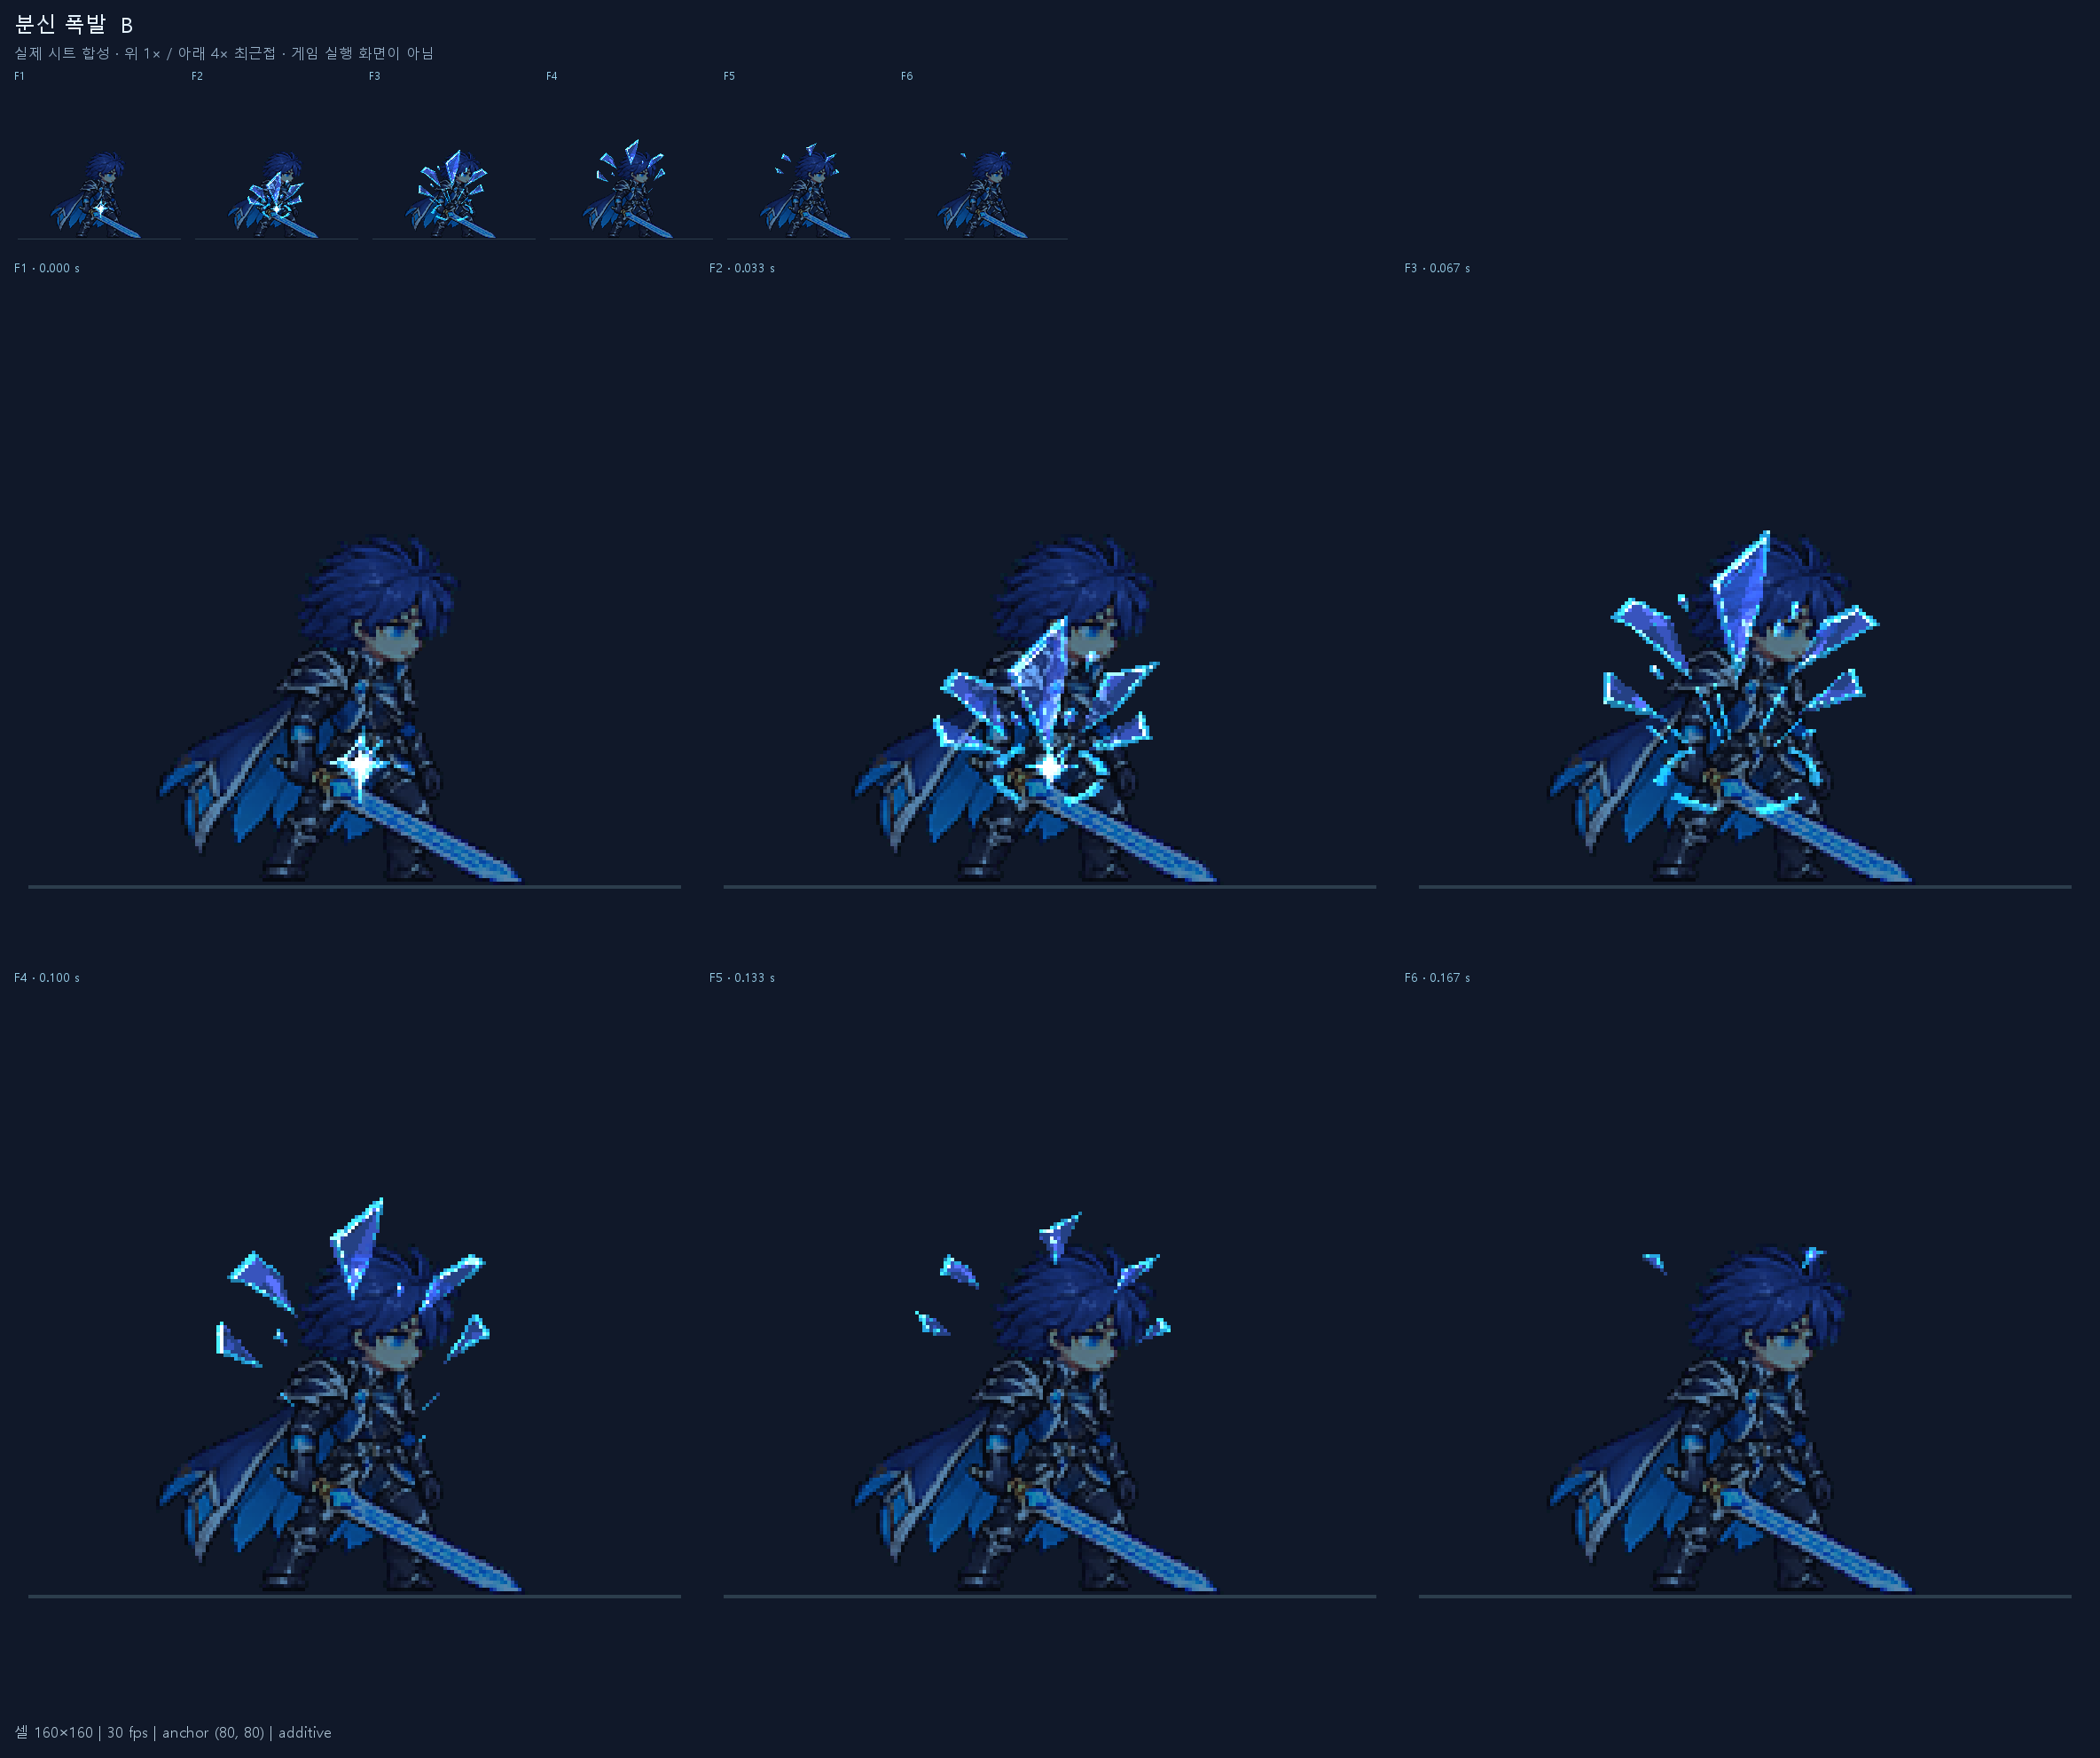 분신 폭발 B
실제 시트 합성 · 위 1× / 아래 4× 최근접 · 게임 실행 화면이 아님
F1 F2 F3 F4 F5 F6
F1 · 0.000 s F2 · 0.033 s F3 · 0.067 s
F4 · 0.100 s F5 · 0.133 s F6 · 0.167 s
셀 160×160 | 30 fps | anchor (80, 80) | additive